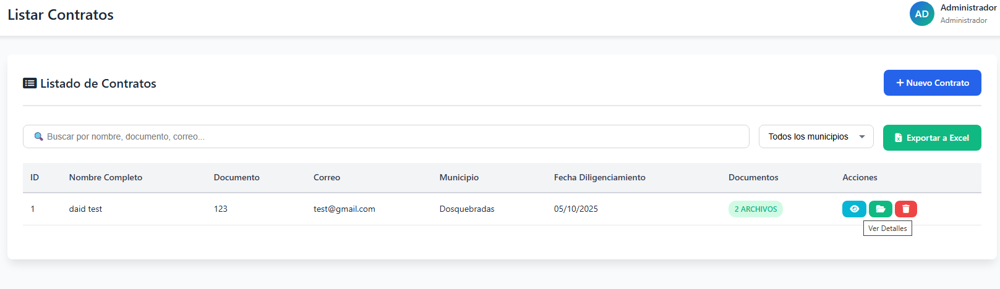 Listar Contratos
AD
Administrador
Administrador
Listado de Contratos
Nuevo Contrato
Buscar por nombre, documento, correo...
Todos los municipios
Exportar a Excel
ID Nombre Completo Documento Correo Municipio Fecha Diligenciamiento Documentos Acciones
1 daid test 123 test@gmail.com Dosquebradas 05/10/2025 2 ARCHIVOS
Ver Detalles